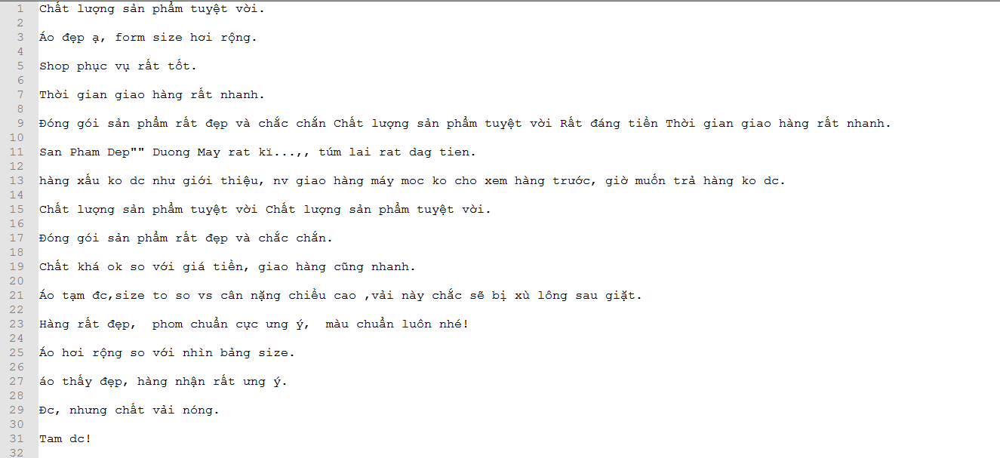 1 Chất lượng sản phẩm tuyệt vời.
2
3 Áo đẹp ạ, form size hơi rộng.
4
5 Shop phục vụ rất tốt.
6
7 Thời gian giao hàng rất nhanh.
8
9 Đóng gói sản phẩm rất đẹp và chắc chắn Chất lượng sản phẩm tuyệt vời Rất đáng tiền Thời gian giao hàng rất nhanh.
10
11 San Pham Dep"" Duong May rat kĩ...,, túm lai rat dag tien.
12
13 hàng xấu ko dc như giới thiệu, nv giao hàng máy moc ko cho xem hàng trước, giờ muốn trả hàng ko dc.
14
15 Chất lượng sản phẩm tuyệt vời Chất lượng sản phẩm tuyệt vời.
16
17 Đóng gói sản phẩm rất đẹp và chắc chắn.
18
19 Chất khá ok so với giá tiền, giao hàng cũng nhanh.
20
21 Áo tạm đc,size to so vs cân nặng chiều cao ,vải này chắc sẽ bị xù lông sau giặt.
22
23 Hàng rất đẹp,  phom chuẩn cực ưng ý,  màu chuẩn luôn nhé!
24
25 Áo hơi rộng so với nhìn bảng size.
26
27 áo thấy đẹp, hàng nhận rất ưng ý.
28
29 Đc, nhưng chất vải nóng.
30
31 Tam dc!
32